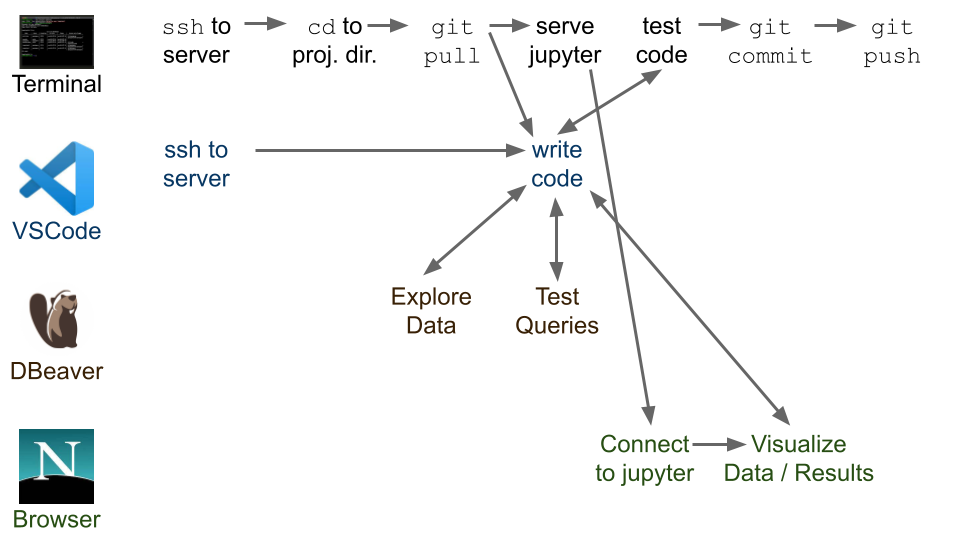 Terminal
ssh to
server
cd to
proj. dir.
git
pull
serve
jupyter
test
code
git
commit
git
push
VSCode
ssh to
server
write
code
DBeaver
Explore
Data
Test
Queries
N
Browser
Connect
to jupyter
Visualize
Data / Results